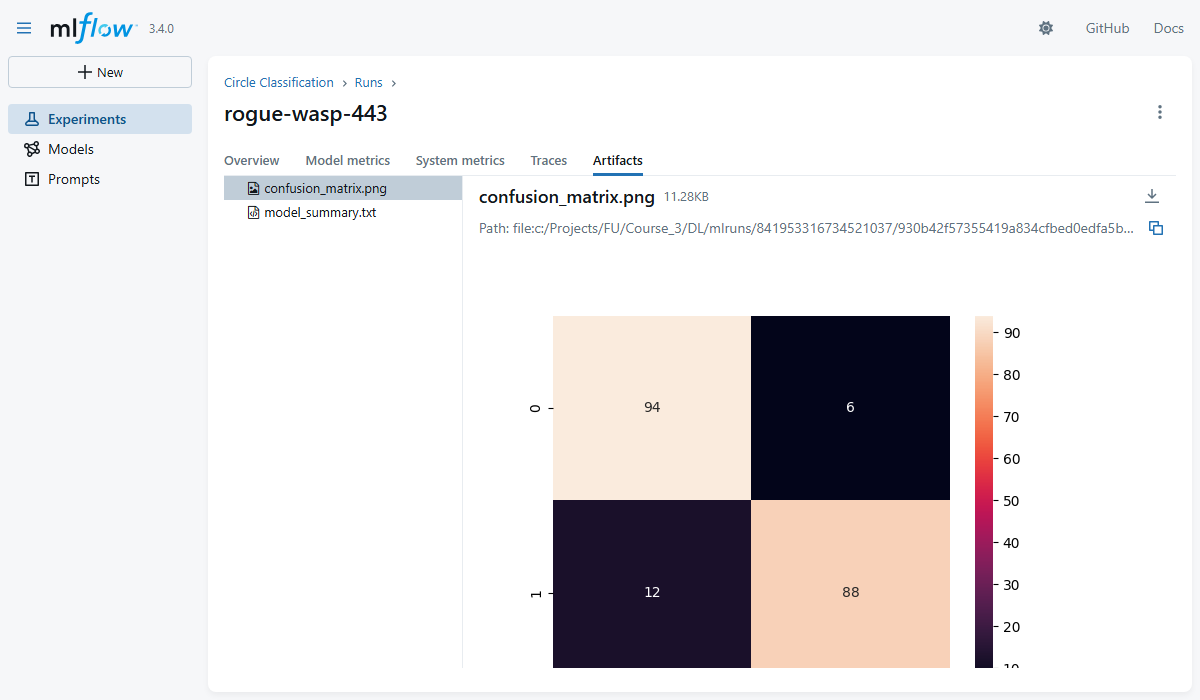 mlflow 3.4.0
GitHub
Docs
New
Experiments
Models
Prompts
Circle Classification › Runs ›
rogue-wasp-443
Overview
Model metrics
System metrics
Traces
Artifacts
confusion_matrix.png
model_summary.txt
confusion_matrix.png 11.28KB
Path: file:c:/Projects/FU/Course_3/DL/mlruns/841953316734521037/930b42f57355419a834cfbed0edfa5b...
0
94
6
1
12
88
90
80
70
60
50
40
30
20
10